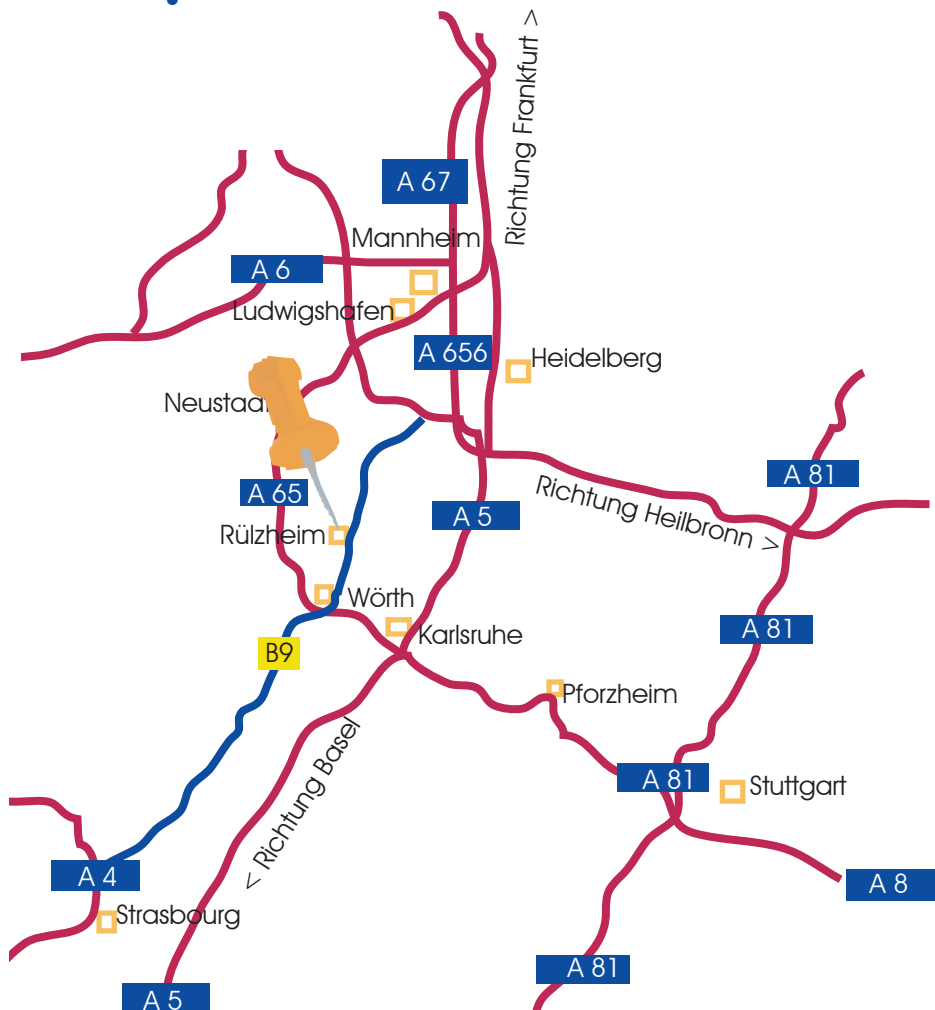 Richtung Frankfurt >
A 67
Mannheim
A 6
Ludwigshafen
A 656
Heidelberg
A 81
A 65
A 5
Richtung Heilbronn >
Rülzheim
Wörth
Karlsruhe
A 81
B9
Pforzheim
< Richtung Basel
A 81
Stuttgart
A 4
A 8
Strasbourg
A 81
A 5